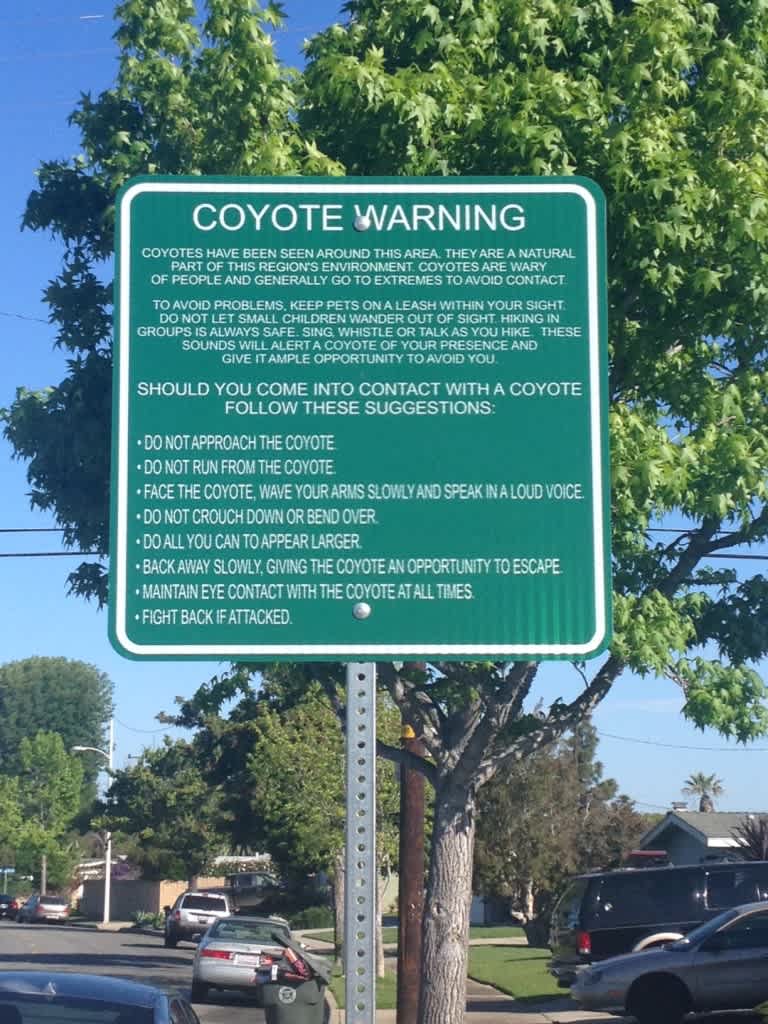 COYOTE WARNING
COYOTES HAVE BEEN SEEN AROUND THIS AREA. THEY ARE A NATURAL
PART OF THIS REGION'S ENVIRONMENT. COYOTES ARE WARY
OF PEOPLE AND GENERALLY GO TO EXTREMES TO AVOID CONTACT.
TO AVOID PROBLEMS, KEEP PETS ON A LEASH WITHIN YOUR SIGHT.
DO NOT LET SMALL CHILDREN WANDER OUT OF SIGHT. HIKING IN
GROUPS IS ALWAYS SAFE. SING, WHISTLE OR TALK AS YOU HIKE. THESE
SOUNDS WILL ALERT A COYOTE OF YOUR PRESENCE AND
GIVE IT AMPLE OPPORTUNITY TO AVOID YOU.
SHOULD YOU COME INTO CONTACT WITH A COYOTE
FOLLOW THESE SUGGESTIONS:
• DO NOT APPROACH THE COYOTE.
• DO NOT RUN FROM THE COYOTE.
• FACE THE COYOTE, WAVE YOUR ARMS SLOWLY AND SPEAK IN A LOUD VOICE.
• DO NOT CROUCH DOWN OR BEND OVER.
• DO ALL YOU CAN TO APPEAR LARGER.
• BACK AWAY SLOWLY, GIVING THE COYOTE AN OPPORTUNITY TO ESCAPE.
• MAINTAIN EYE CONTACT WITH THE COYOTE AT ALL TIMES.
• FIGHT BACK IF ATTACKED.